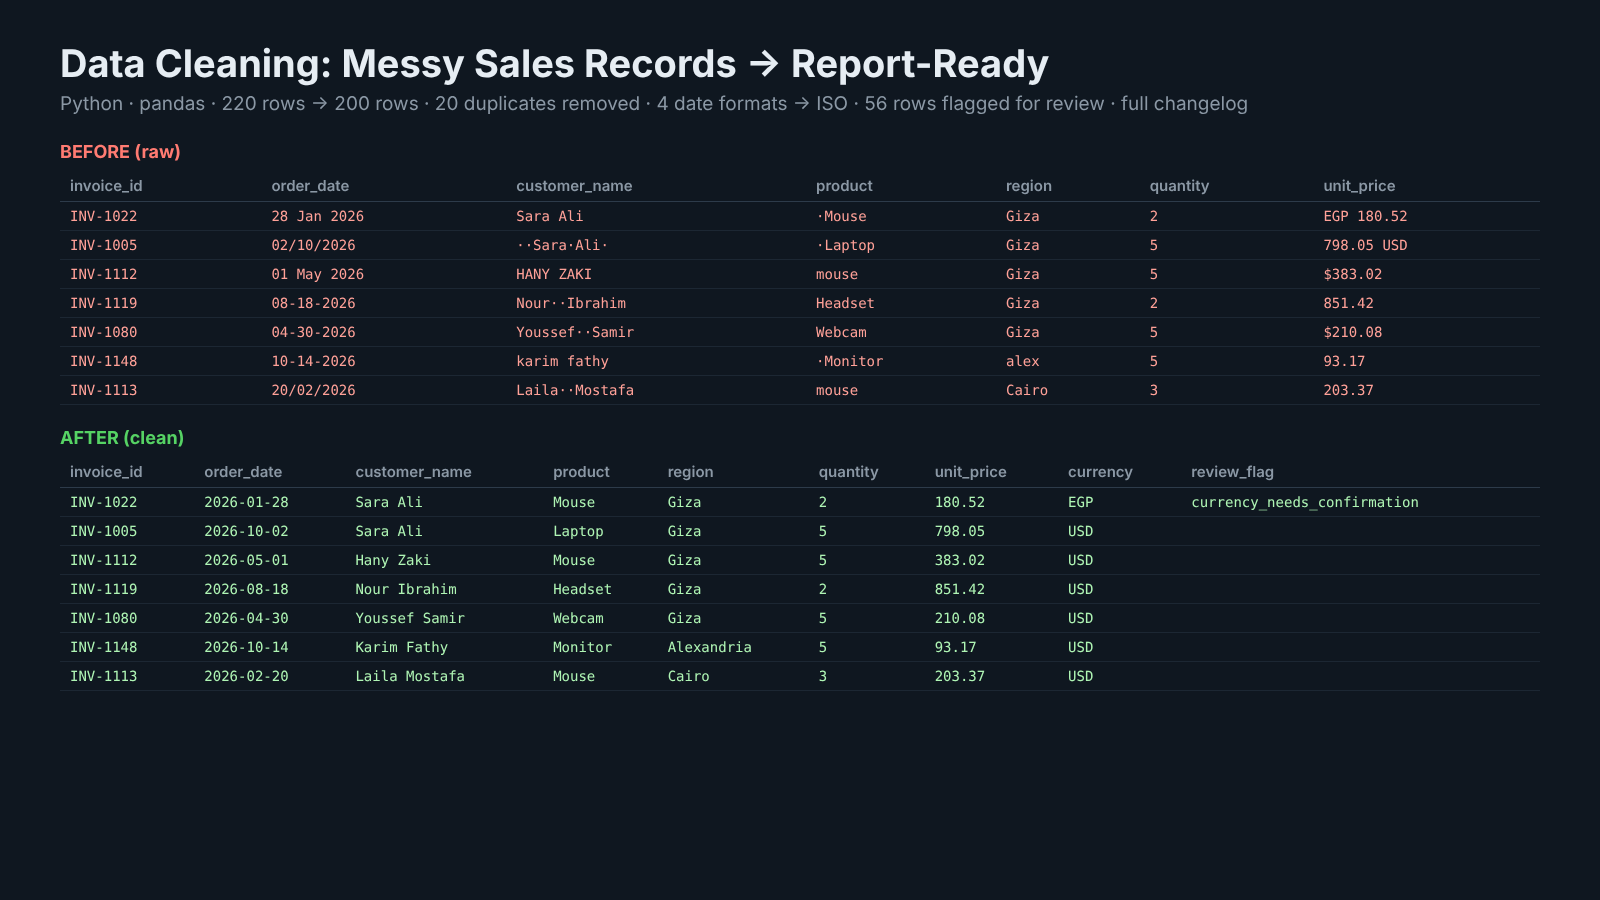 Data Cleaning: Messy Sales Records → Report-Ready
Python · pandas · 220 rows → 200 rows · 20 duplicates removed · 4 date formats → ISO · 56 rows flagged for review · full changelog
BEFORE (raw)
invoice_id order_date customer_name product region quantity unit_price
INV-1022 28 Jan 2026 Sara Ali ·Mouse Giza 2 EGP 180.52
INV-1005 02/10/2026 ··Sara·Ali· ·Laptop Giza 5 798.05 USD
INV-1112 01 May 2026 HANY ZAKI mouse Giza 5 $383.02
INV-1119 08-18-2026 Nour··Ibrahim Headset Giza 2 851.42
INV-1080 04-30-2026 Youssef··Samir Webcam Giza 5 $210.08
INV-1148 10-14-2026 karim fathy ·Monitor alex 5 93.17
INV-1113 20/02/2026 Laila··Mostafa mouse Cairo 3 203.37
AFTER (clean)
invoice_id order_date customer_name product region quantity unit_price currency review_flag
INV-1022 2026-01-28 Sara Ali Mouse Giza 2 180.52 EGP currency_needs_confirmation
INV-1005 2026-10-02 Sara Ali Laptop Giza 5 798.05 USD
INV-1112 2026-05-01 Hany Zaki Mouse Giza 5 383.02 USD
INV-1119 2026-08-18 Nour Ibrahim Headset Giza 2 851.42 USD
INV-1080 2026-04-30 Youssef Samir Webcam Giza 5 210.08 USD
INV-1148 2026-10-14 Karim Fathy Monitor Alexandria 5 93.17 USD
INV-1113 2026-02-20 Laila Mostafa Mouse Cairo 3 203.37 USD